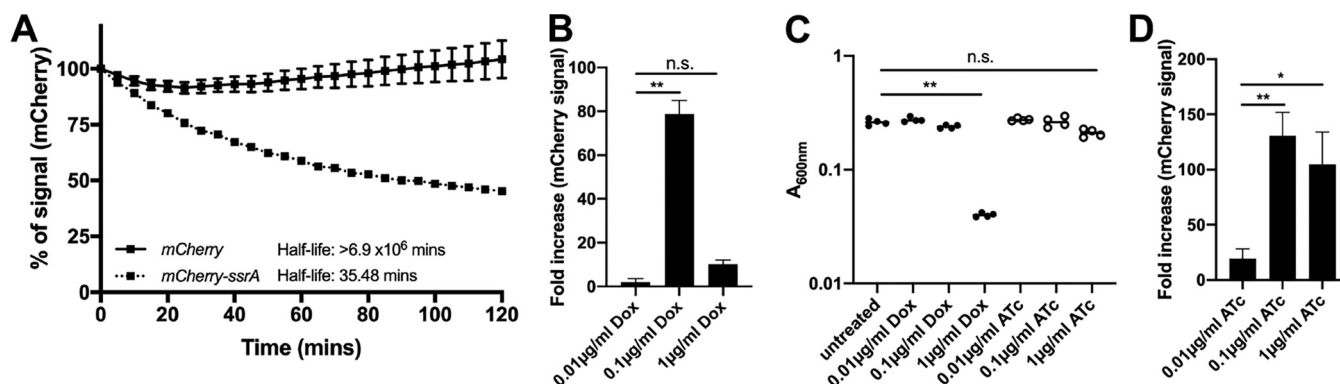 A
% of signal (mCherry)
100
75
50
25
0
0 20 40 60 80 100 120
Time (mins)
mCherry Half-life: >6.9 x10⁶ mins
mCherry-ssrA Half-life: 35.48 mins
B
Fold increase (mCherry signal)
100
80
60
40
20
0
n.s.
**
0.01µg/ml Dox
0.1µg/ml Dox
1µg/ml Dox
C
A600nm
1
0.1
0.01
n.s.
**
untreated
0.01µg/ml Dox
0.1µg/ml Dox
1µg/ml Dox
0.01µg/ml ATc
0.1µg/ml ATc
1µg/ml ATc
D
Fold increase (mCherry signal)
200
150
100
50
0
*
**
0.01µg/ml ATc
0.1µg/ml ATc
1µg/ml ATc